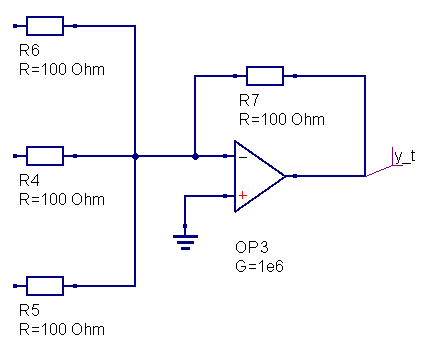 R6
R=100 Ohm
R7
R=100 Ohm
−
y_t
R4
R=100 Ohm
+
OP3
G=1e6
R5
R=100 Ohm